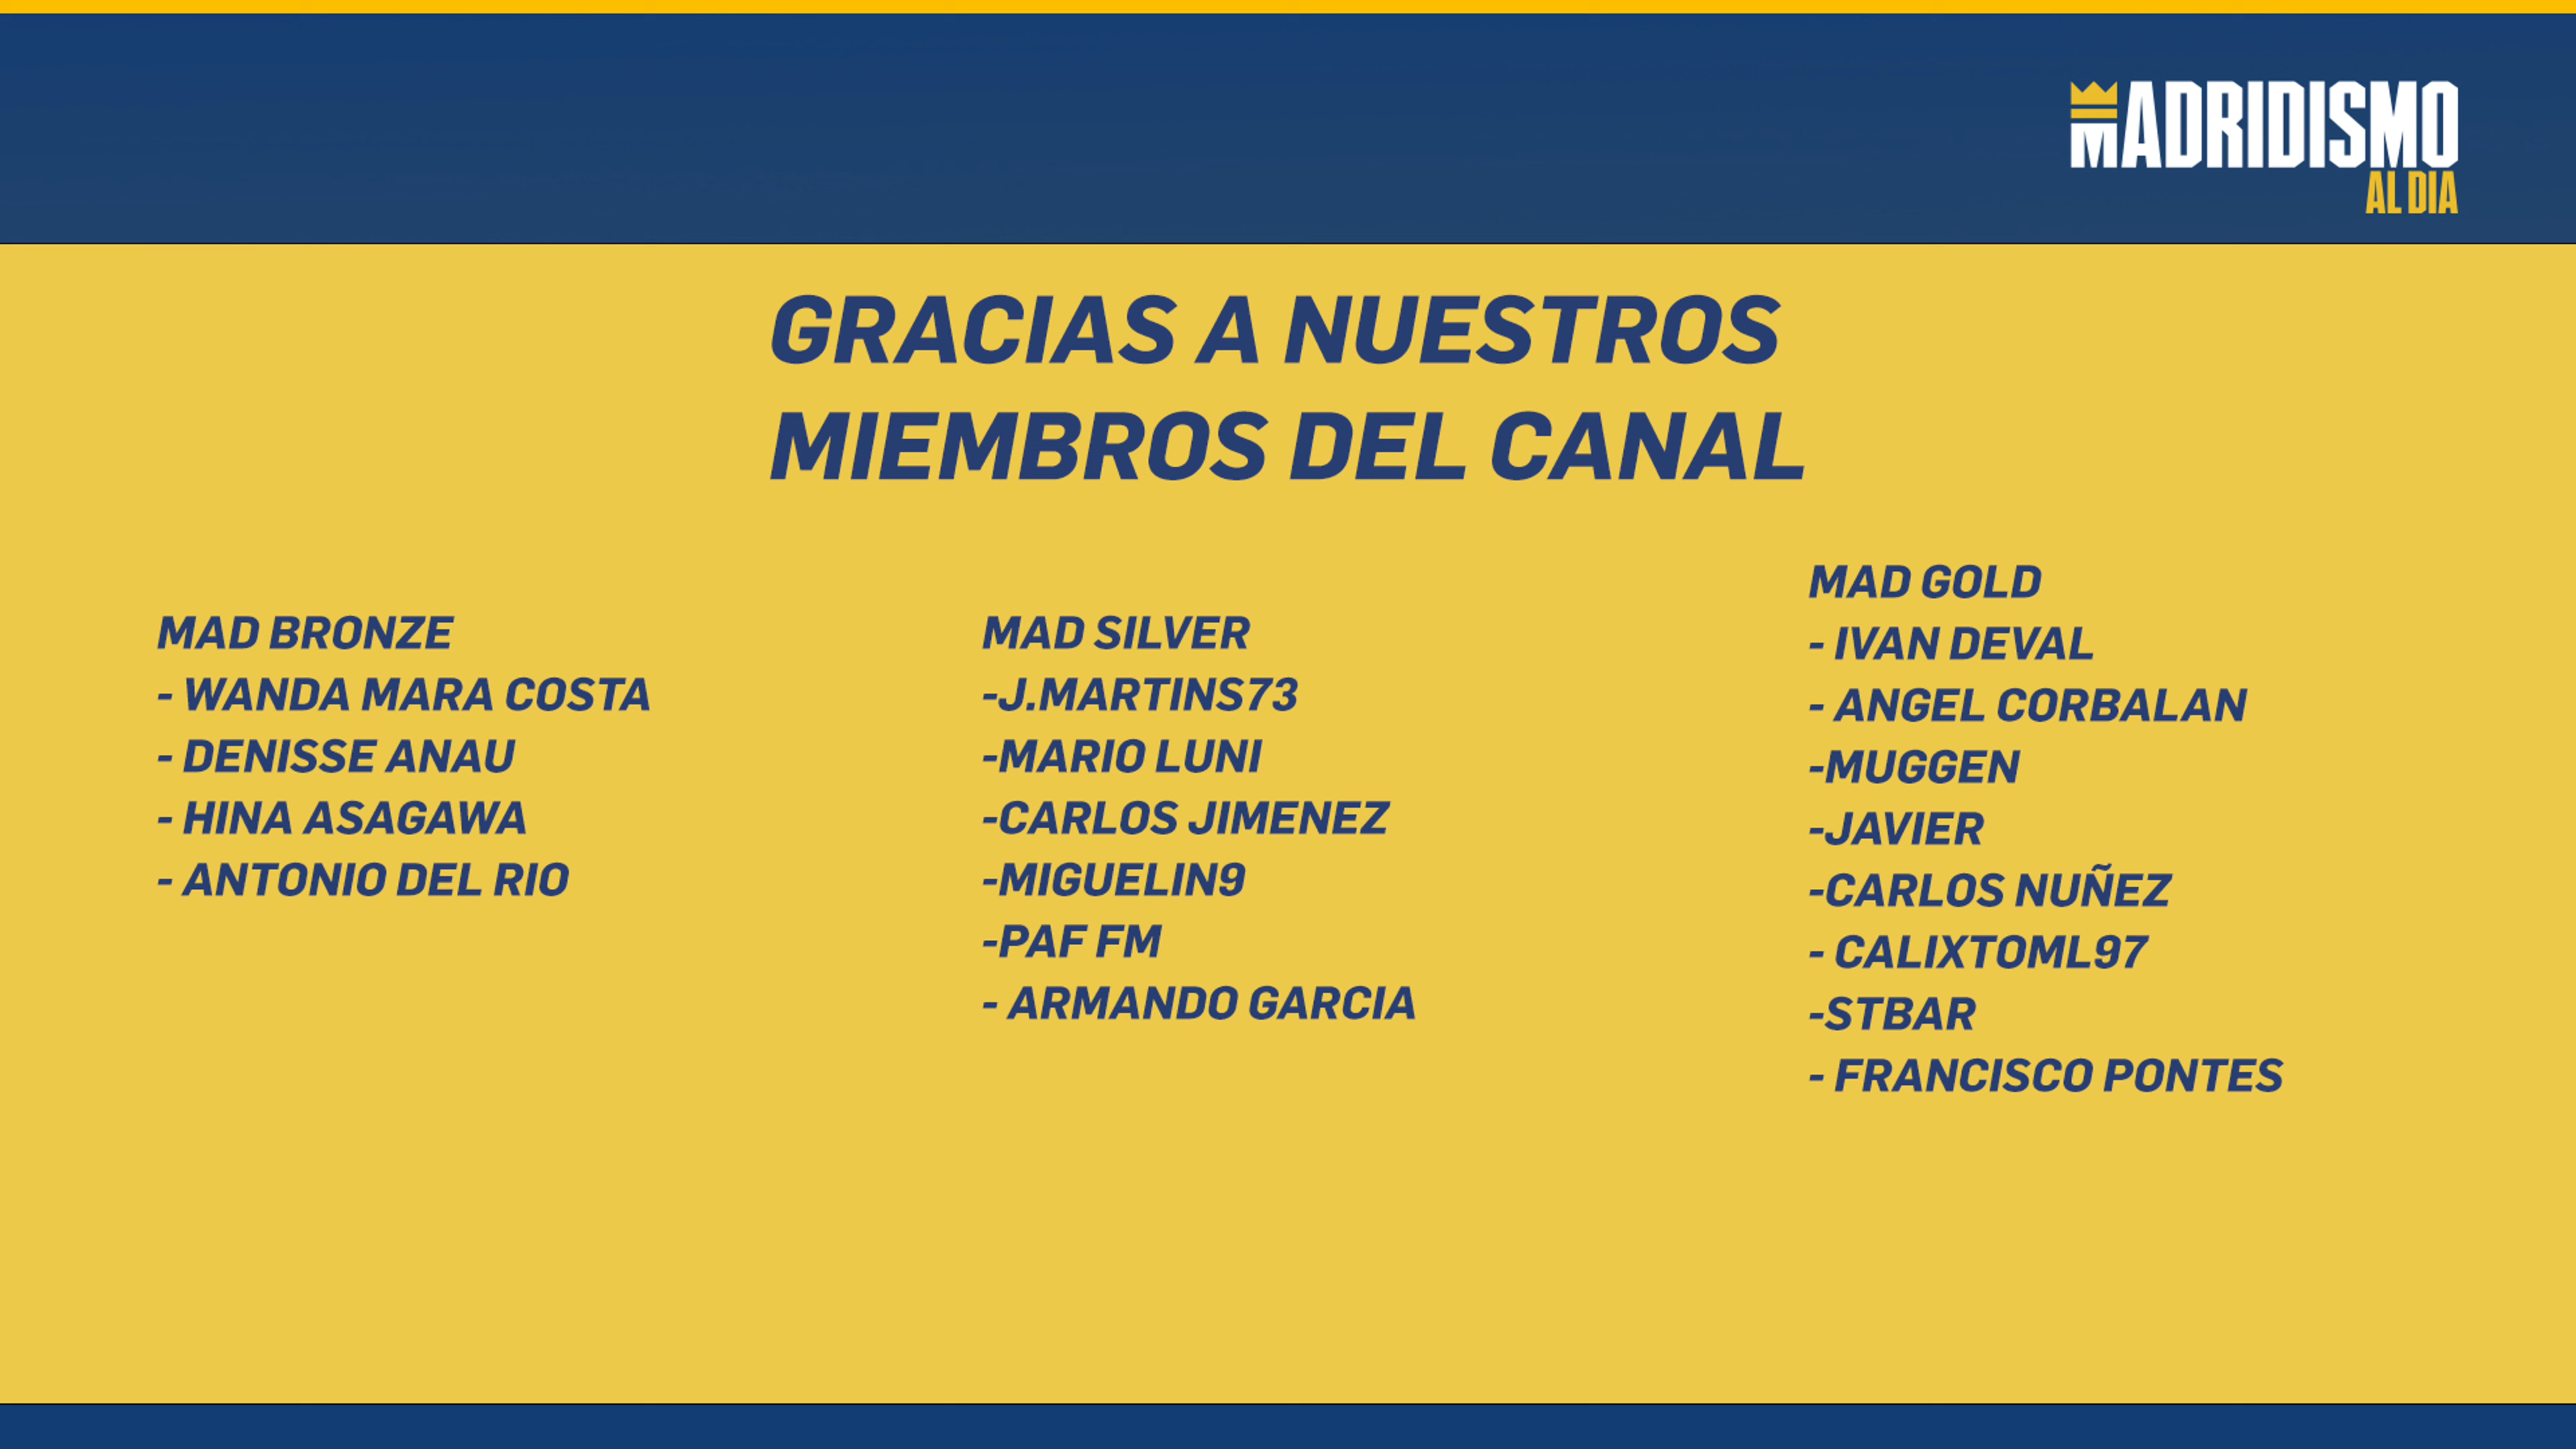 MADRIDISMO
AL DIA
GRACIAS A NUESTROS
MIEMBROS DEL CANAL
MAD BRONZE
- WANDA MARA COSTA
- DENISSE ANAU
- HINA ASAGAWA
- ANTONIO DEL RIO
MAD SILVER
-J.MARTINS73
-MARIO LUNI
-CARLOS JIMENEZ
-MIGUELIN9
-PAF FM
- ARMANDO GARCIA
MAD GOLD
- IVAN DEVAL
- ANGEL CORBALAN
-MUGGEN
-JAVIER
-CARLOS NUÑEZ
- CALIXTOML97
-STBAR
- FRANCISCO PONTES